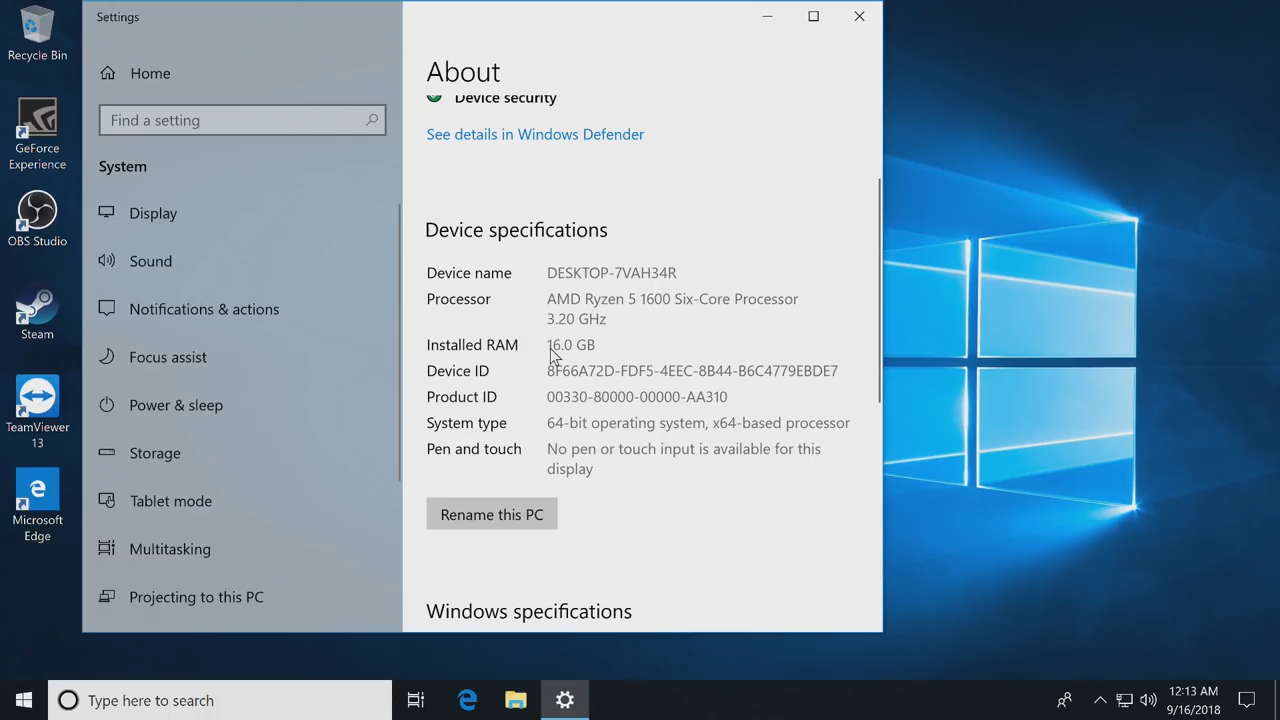 Recycle Bin
GeForce
Experience
OBS Studio
Steam
TeamViewer
13
Microsoft
Edge
Settings
Home
Find a setting
System
Display
Sound
Notifications & actions
Focus assist
Power & sleep
Storage
Tablet mode
Multitasking
Projecting to this PC
About
Device security
See details in Windows Defender
Device specifications
Device name DESKTOP-7VAH34R
Processor AMD Ryzen 5 1600 Six-Core Processor
3.20 GHz
Installed RAM 16.0 GB
Device ID 8F66A72D-FDF5-4EEC-8B44-B6C4779EBDE7
Product ID 00330-80000-00000-AA310
System type 64-bit operating system, x64-based processor
Pen and touch No pen or touch input is available for this
display
Rename this PC
Windows specifications
Type here to search
12:13 AM
9/16/2018